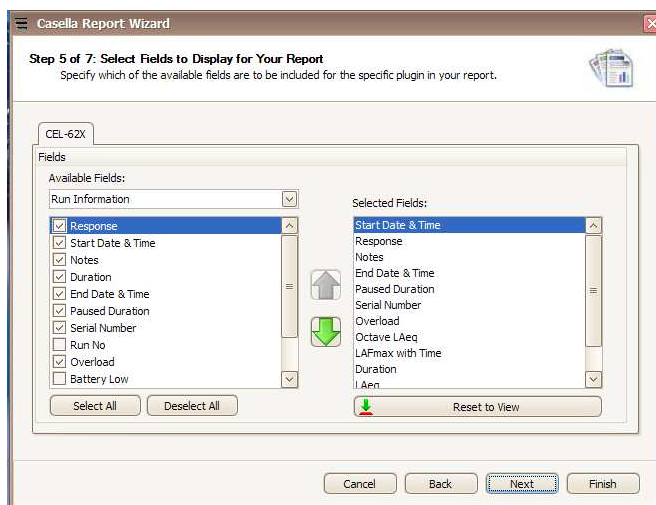 Casella Report Wizard
Step 5 of 7: Select Fields to Display for Your Report
Specify which of the available fields are to be included for the specific plugin in your report.
CEL-62X
Fields
Available Fields:
Run Information
Response
Start Date & Time
Notes
Duration
End Date & Time
Paused Duration
Serial Number
Run No
Overload
Battery Low
Select All
Deselect All
Selected Fields:
Start Date & Time
Response
Notes
End Date & Time
Paused Duration
Serial Number
Overload
Octave LAeq
LAFmax with Time
Duration
LAeq
Reset to View
Cancel
Back
Next
Finish